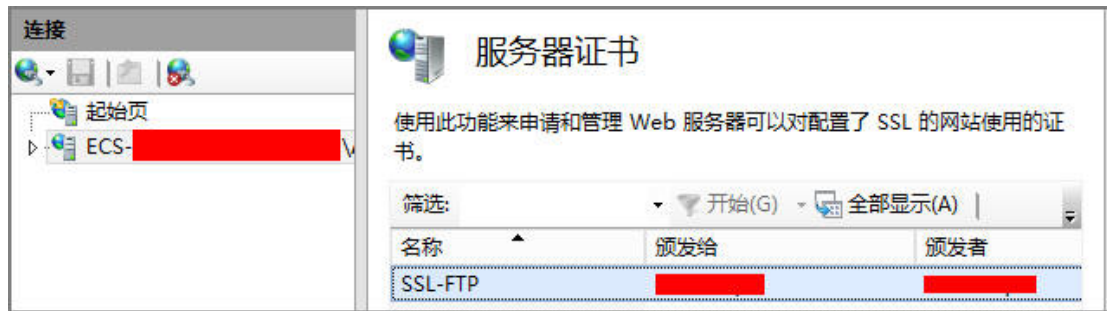 连接
起始页
ECS-
服务器证书
使用此功能来申请和管理 Web 服务器可以对配置了 SSL 的网站使用的证
书。
筛选: 开始(G) 全部显示(A)
名称 颁发给 颁发者
SSL-FTP